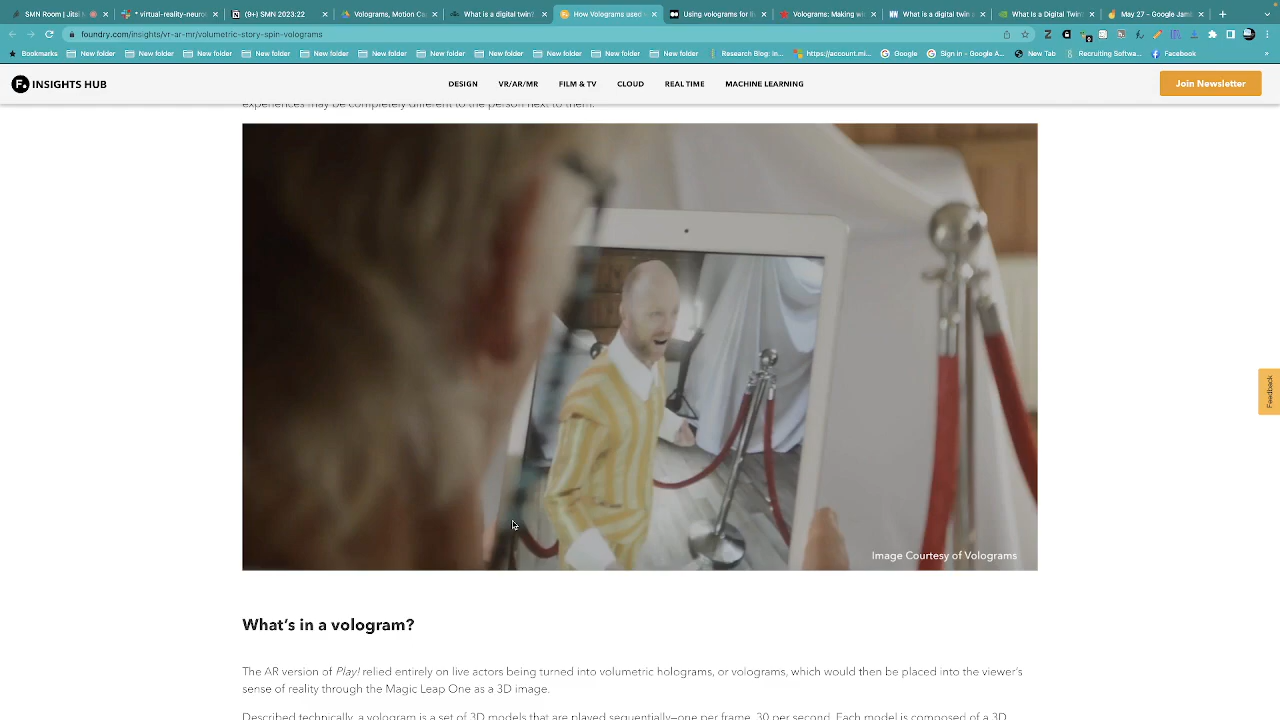 SMN Room | Jitsi M
* virtual-reality-neuro
(9+) SMN 2023:22
Volograms, Motion Ca
What is a digital twin?
How Volograms used
Using volograms for th
Volograms: Making wi
What is a digital twin a
What Is a Digital Twin
May 27 - Google Jam
foundry.com/insights/vr-ar-mr/volumetric-story-spin-volograms
Bookmarks New folder New folder New folder New folder New folder New folder New folder New folder New folder Research Blog: In... https://account.mi... Google Sign in - Google A... New Tab Recruiting Softwa... Facebook
F. INSIGHTS HUB
DESIGN VR/AR/MR FILM & TV CLOUD REAL TIME MACHINE LEARNING
Join Newsletter
experiences may be completely different to the person next to them.
Feedback
Image Courtesy of Volograms
What's in a vologram?
The AR version of Play! relied entirely on live actors being turned into volumetric holograms, or volograms, which would then be placed into the viewer's
sense of reality through the Magic Leap One as a 3D image.
Described technically, a vologram is a set of 3D models that are played sequentially—one per frame, 30 per second. Each model is composed of a 3D